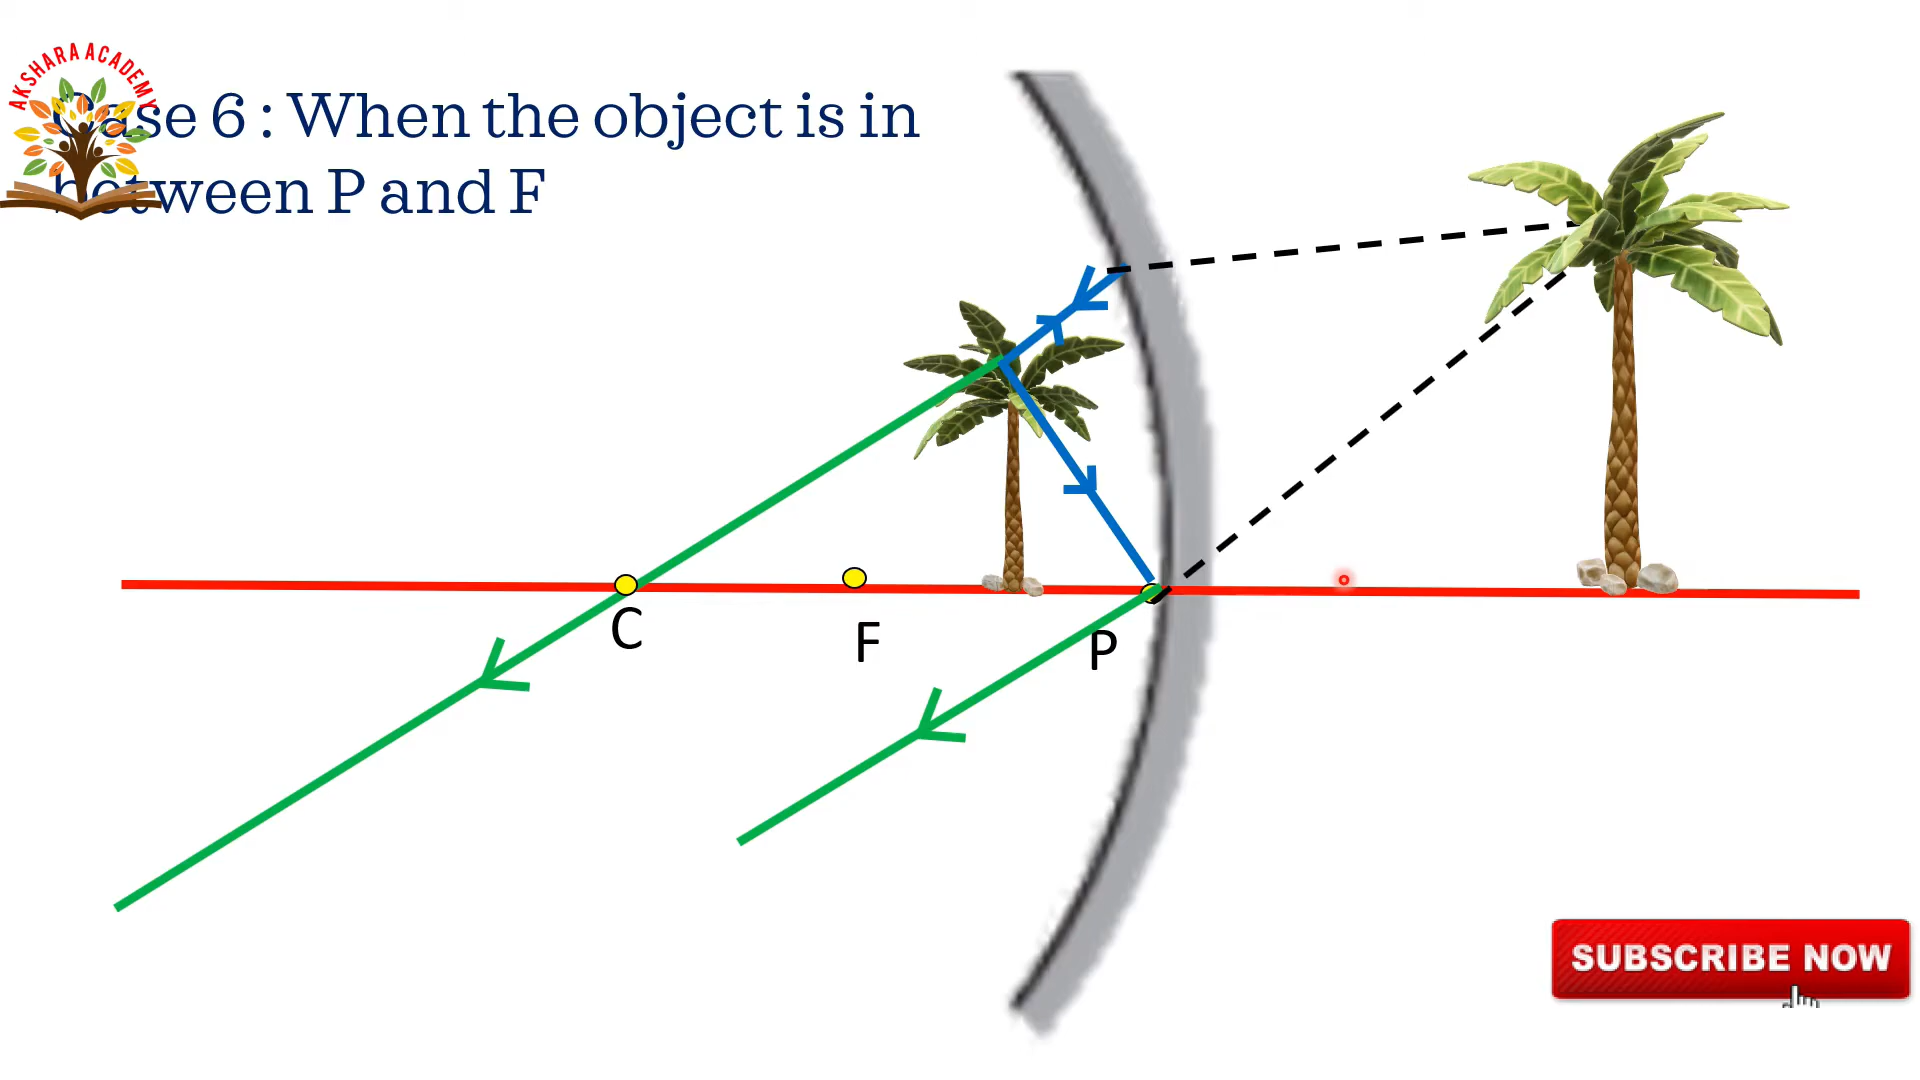 AKSHARA ACADEMY
Case 6 : When the object is in
between P and F
C
F
P
SUBSCRIBE NOW